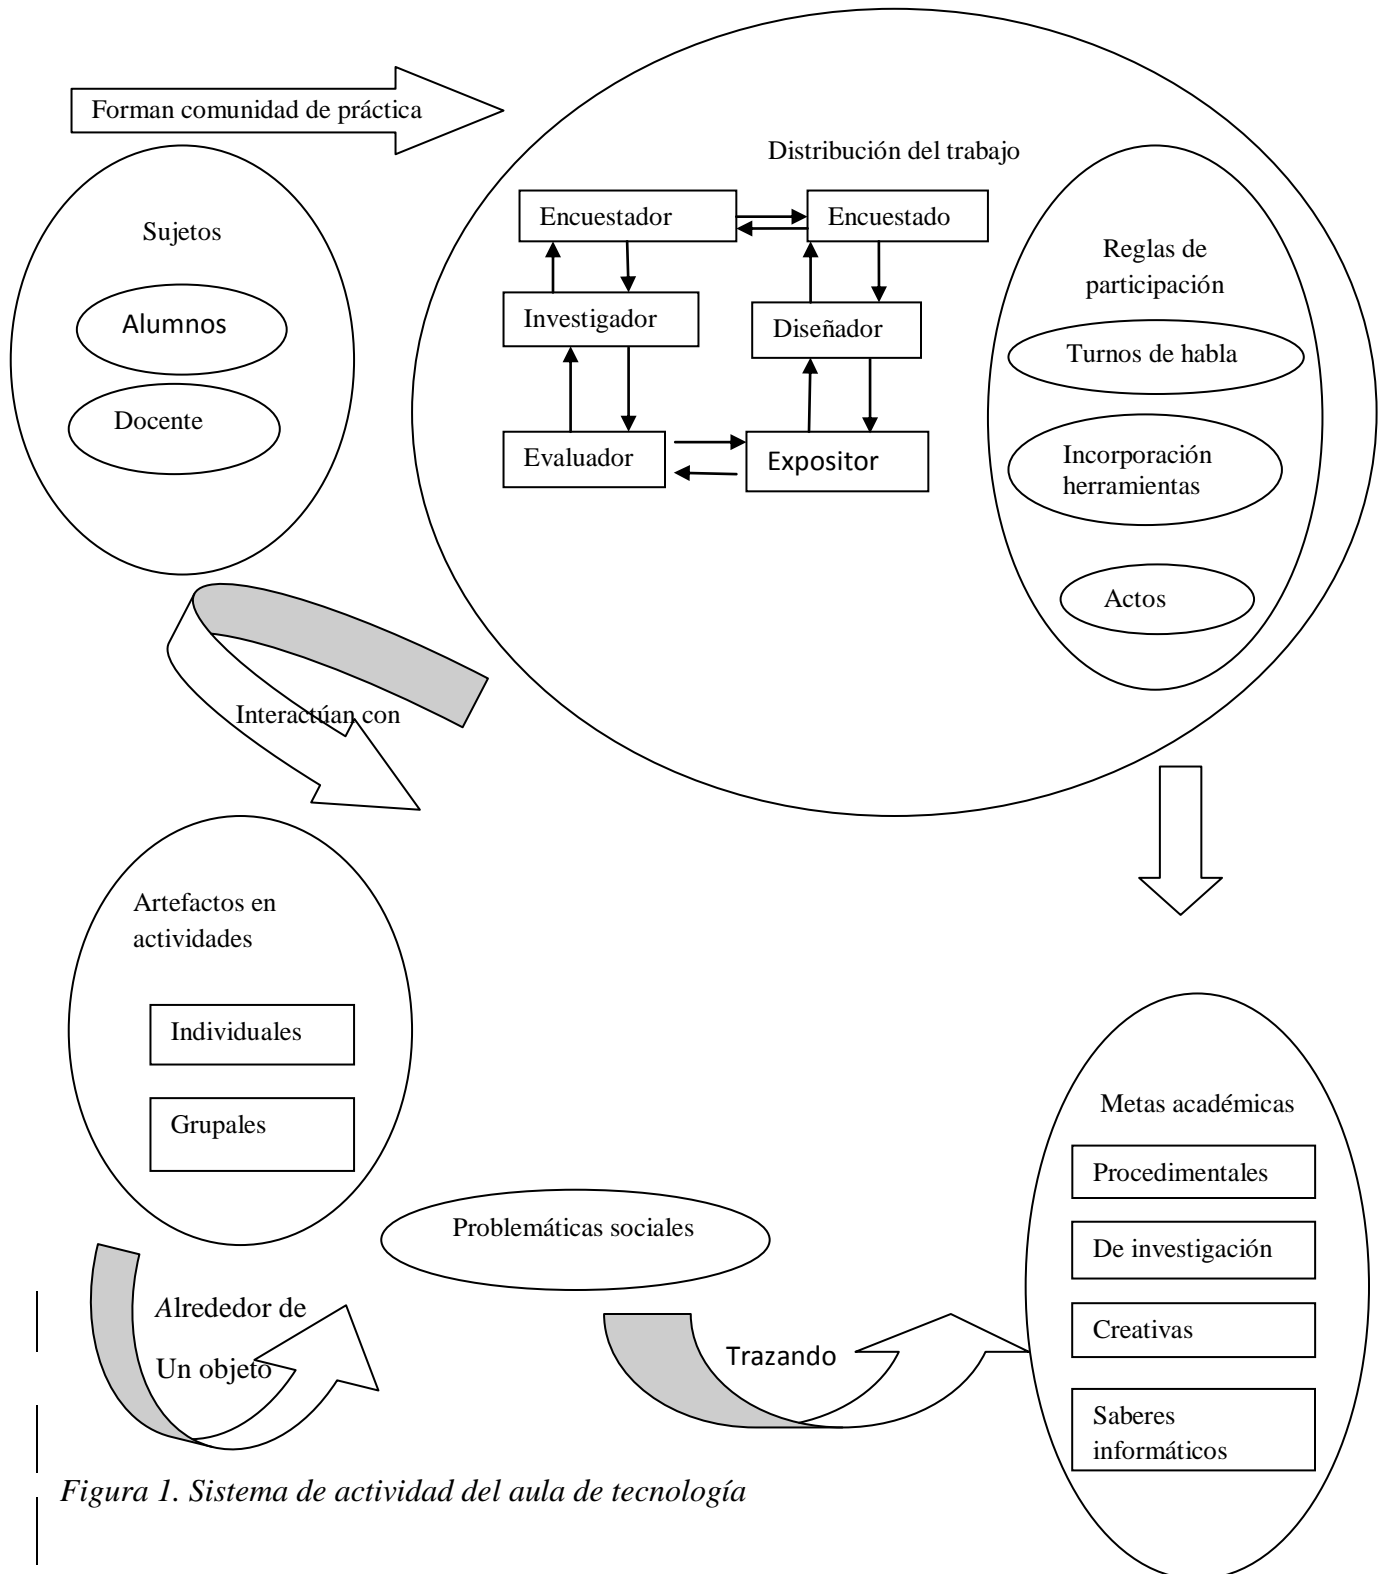 Forman comunidad de práctica
Sujetos
Alumnos
Docente
Distribución del trabajo
Encuestador
Encuestado
Investigador
Diseñador
Evaluador
Expositor
Reglas de
participación
Turnos de habla
Incorporación
herramientas
Actos
Interactúan con
Artefactos en
actividades
Individuales
Grupales
Alrededor de
Un objeto
Problemáticas sociales
Trazando
Metas académicas
Procedimentales
De investigación
Creativas
Saberes
informáticos
Figura 1. Sistema de actividad del aula de tecnología